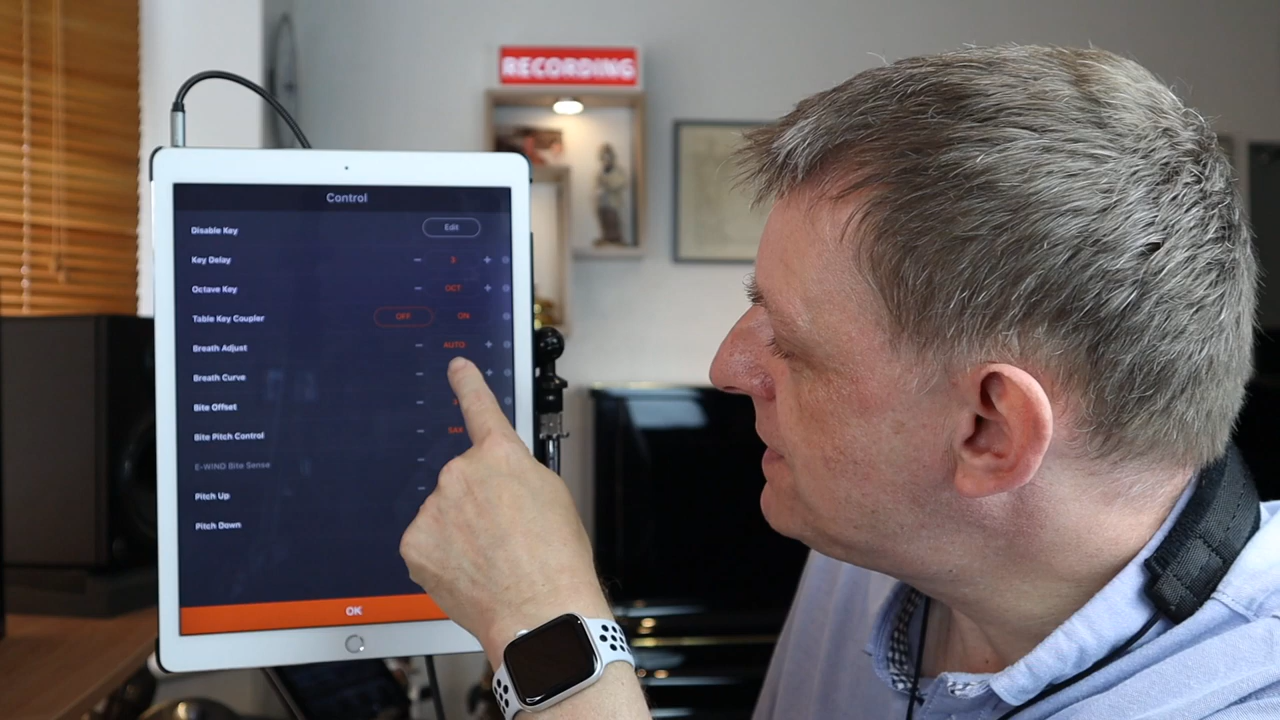 RECORDING
Control
Disable Key Edit
Key Delay − 3 +
Octave Key − OCT +
Table Key Coupler OFF ON
Breath Adjust − AUTO +
Breath Curve − +
Bite Offset −
Bite Pitch Control − SAX
E-WIND Bite Sense −
Pitch Up −
Pitch Down
OK